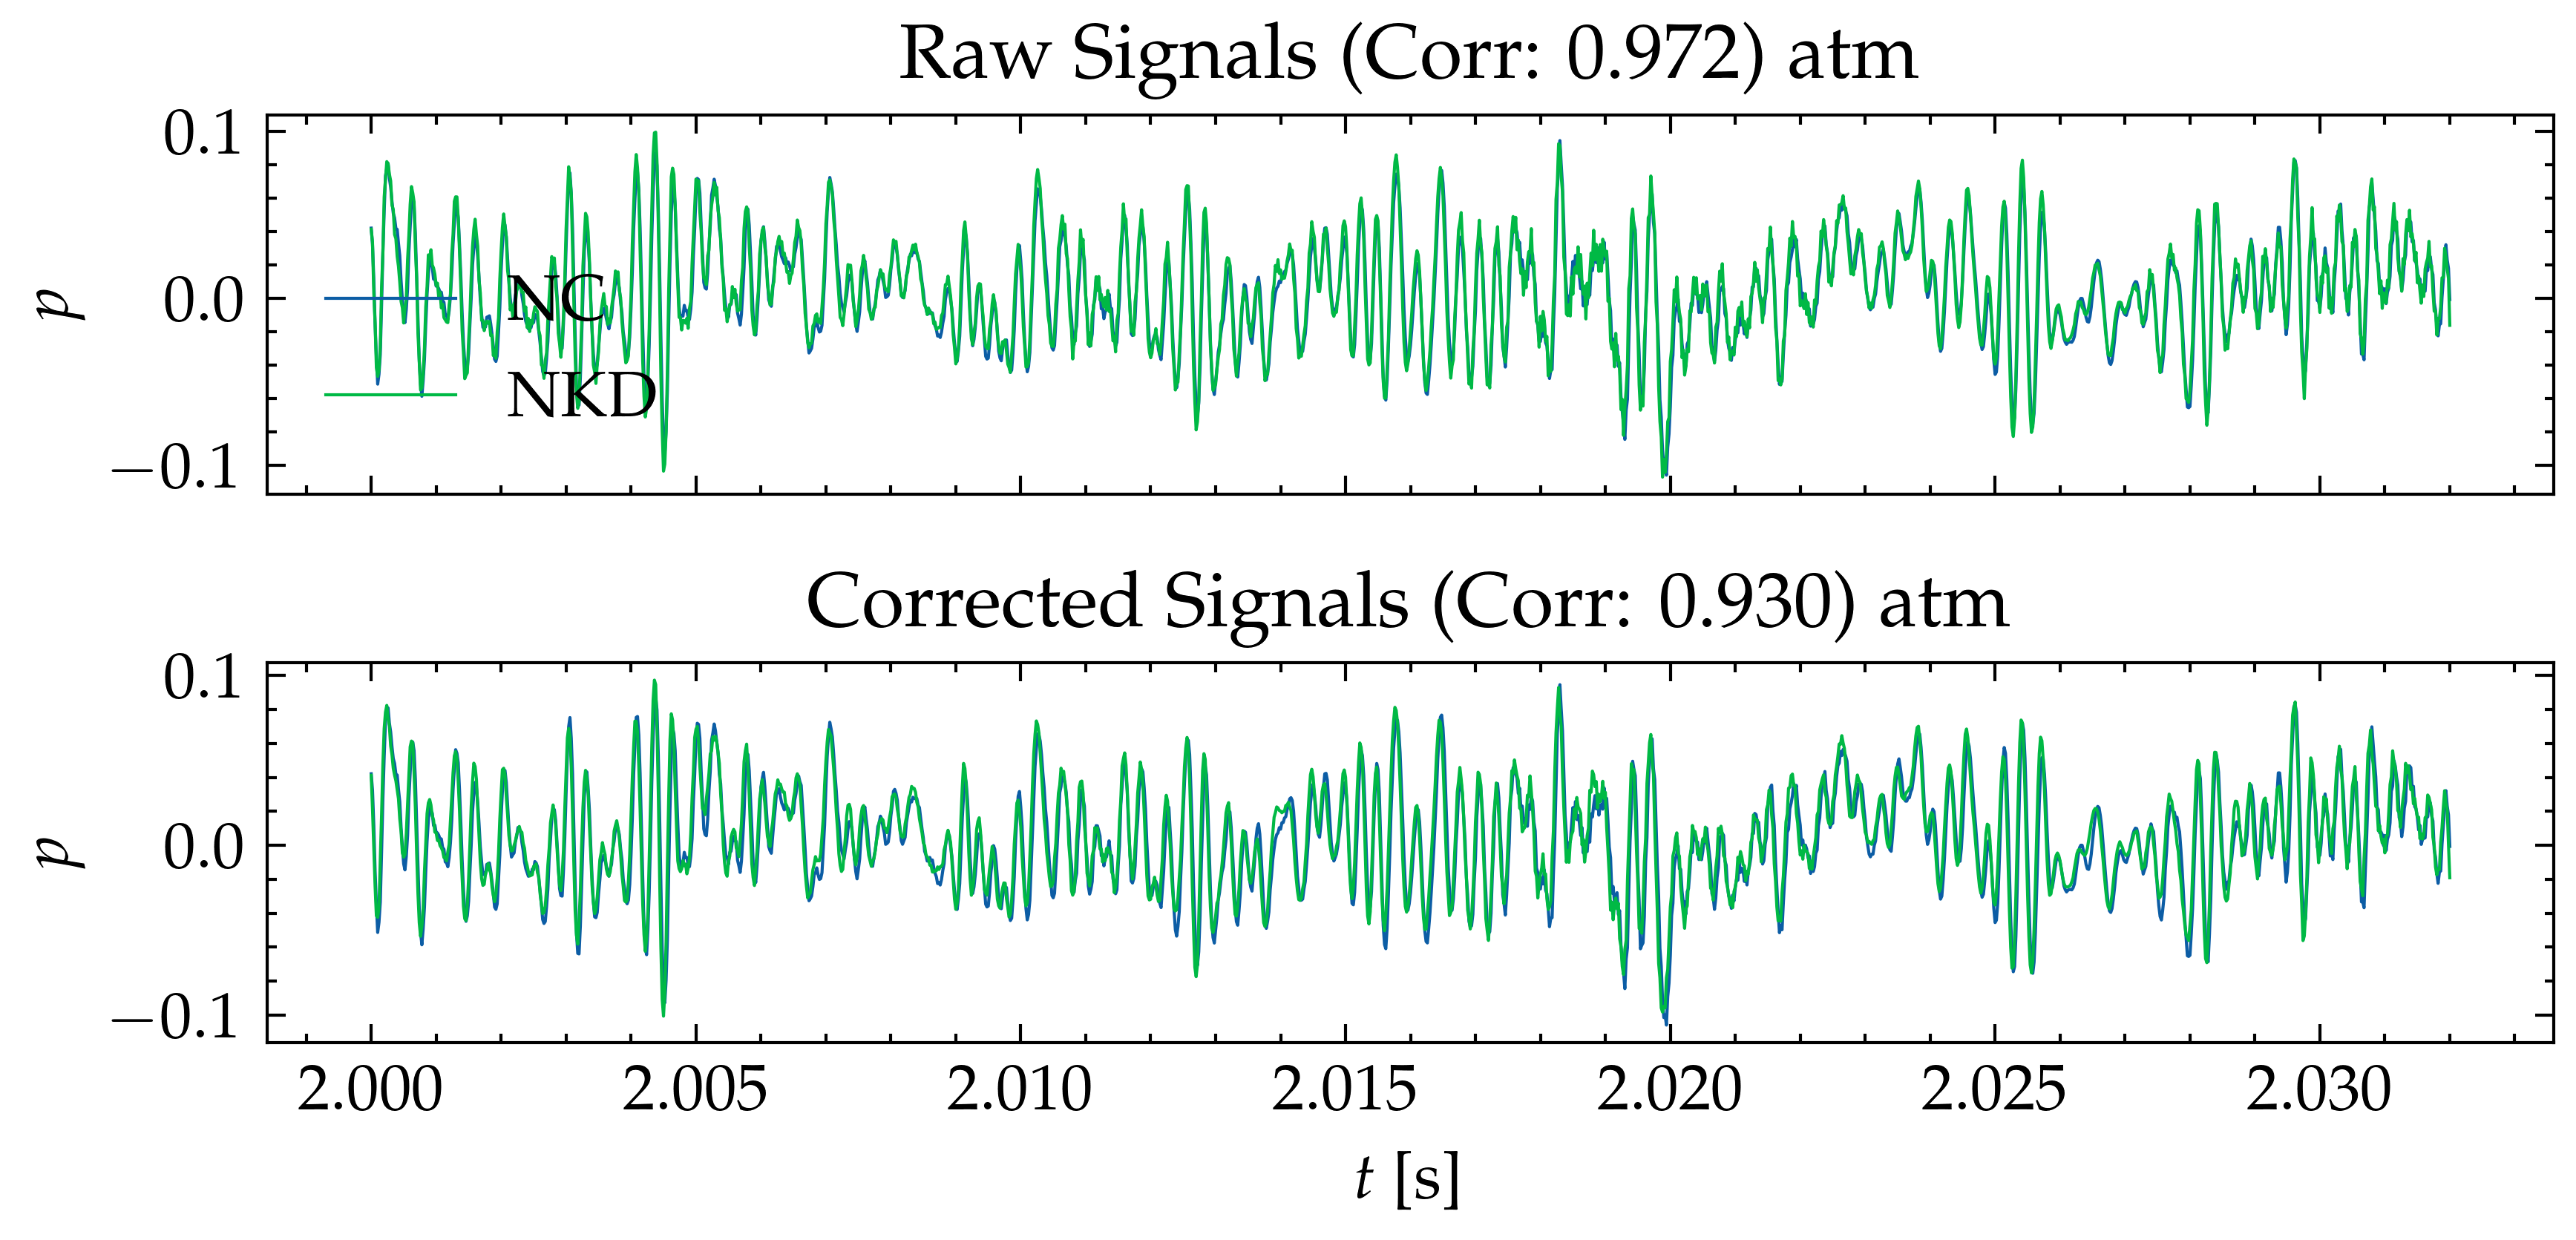 Raw Signals (Corr: 0.972) atm
0.1
0.0
−0.1
p
NC
NKD
Corrected Signals (Corr: 0.930) atm
0.1
0.0
−0.1
p
2.000 2.005 2.010 2.015 2.020 2.025 2.030
t [s]